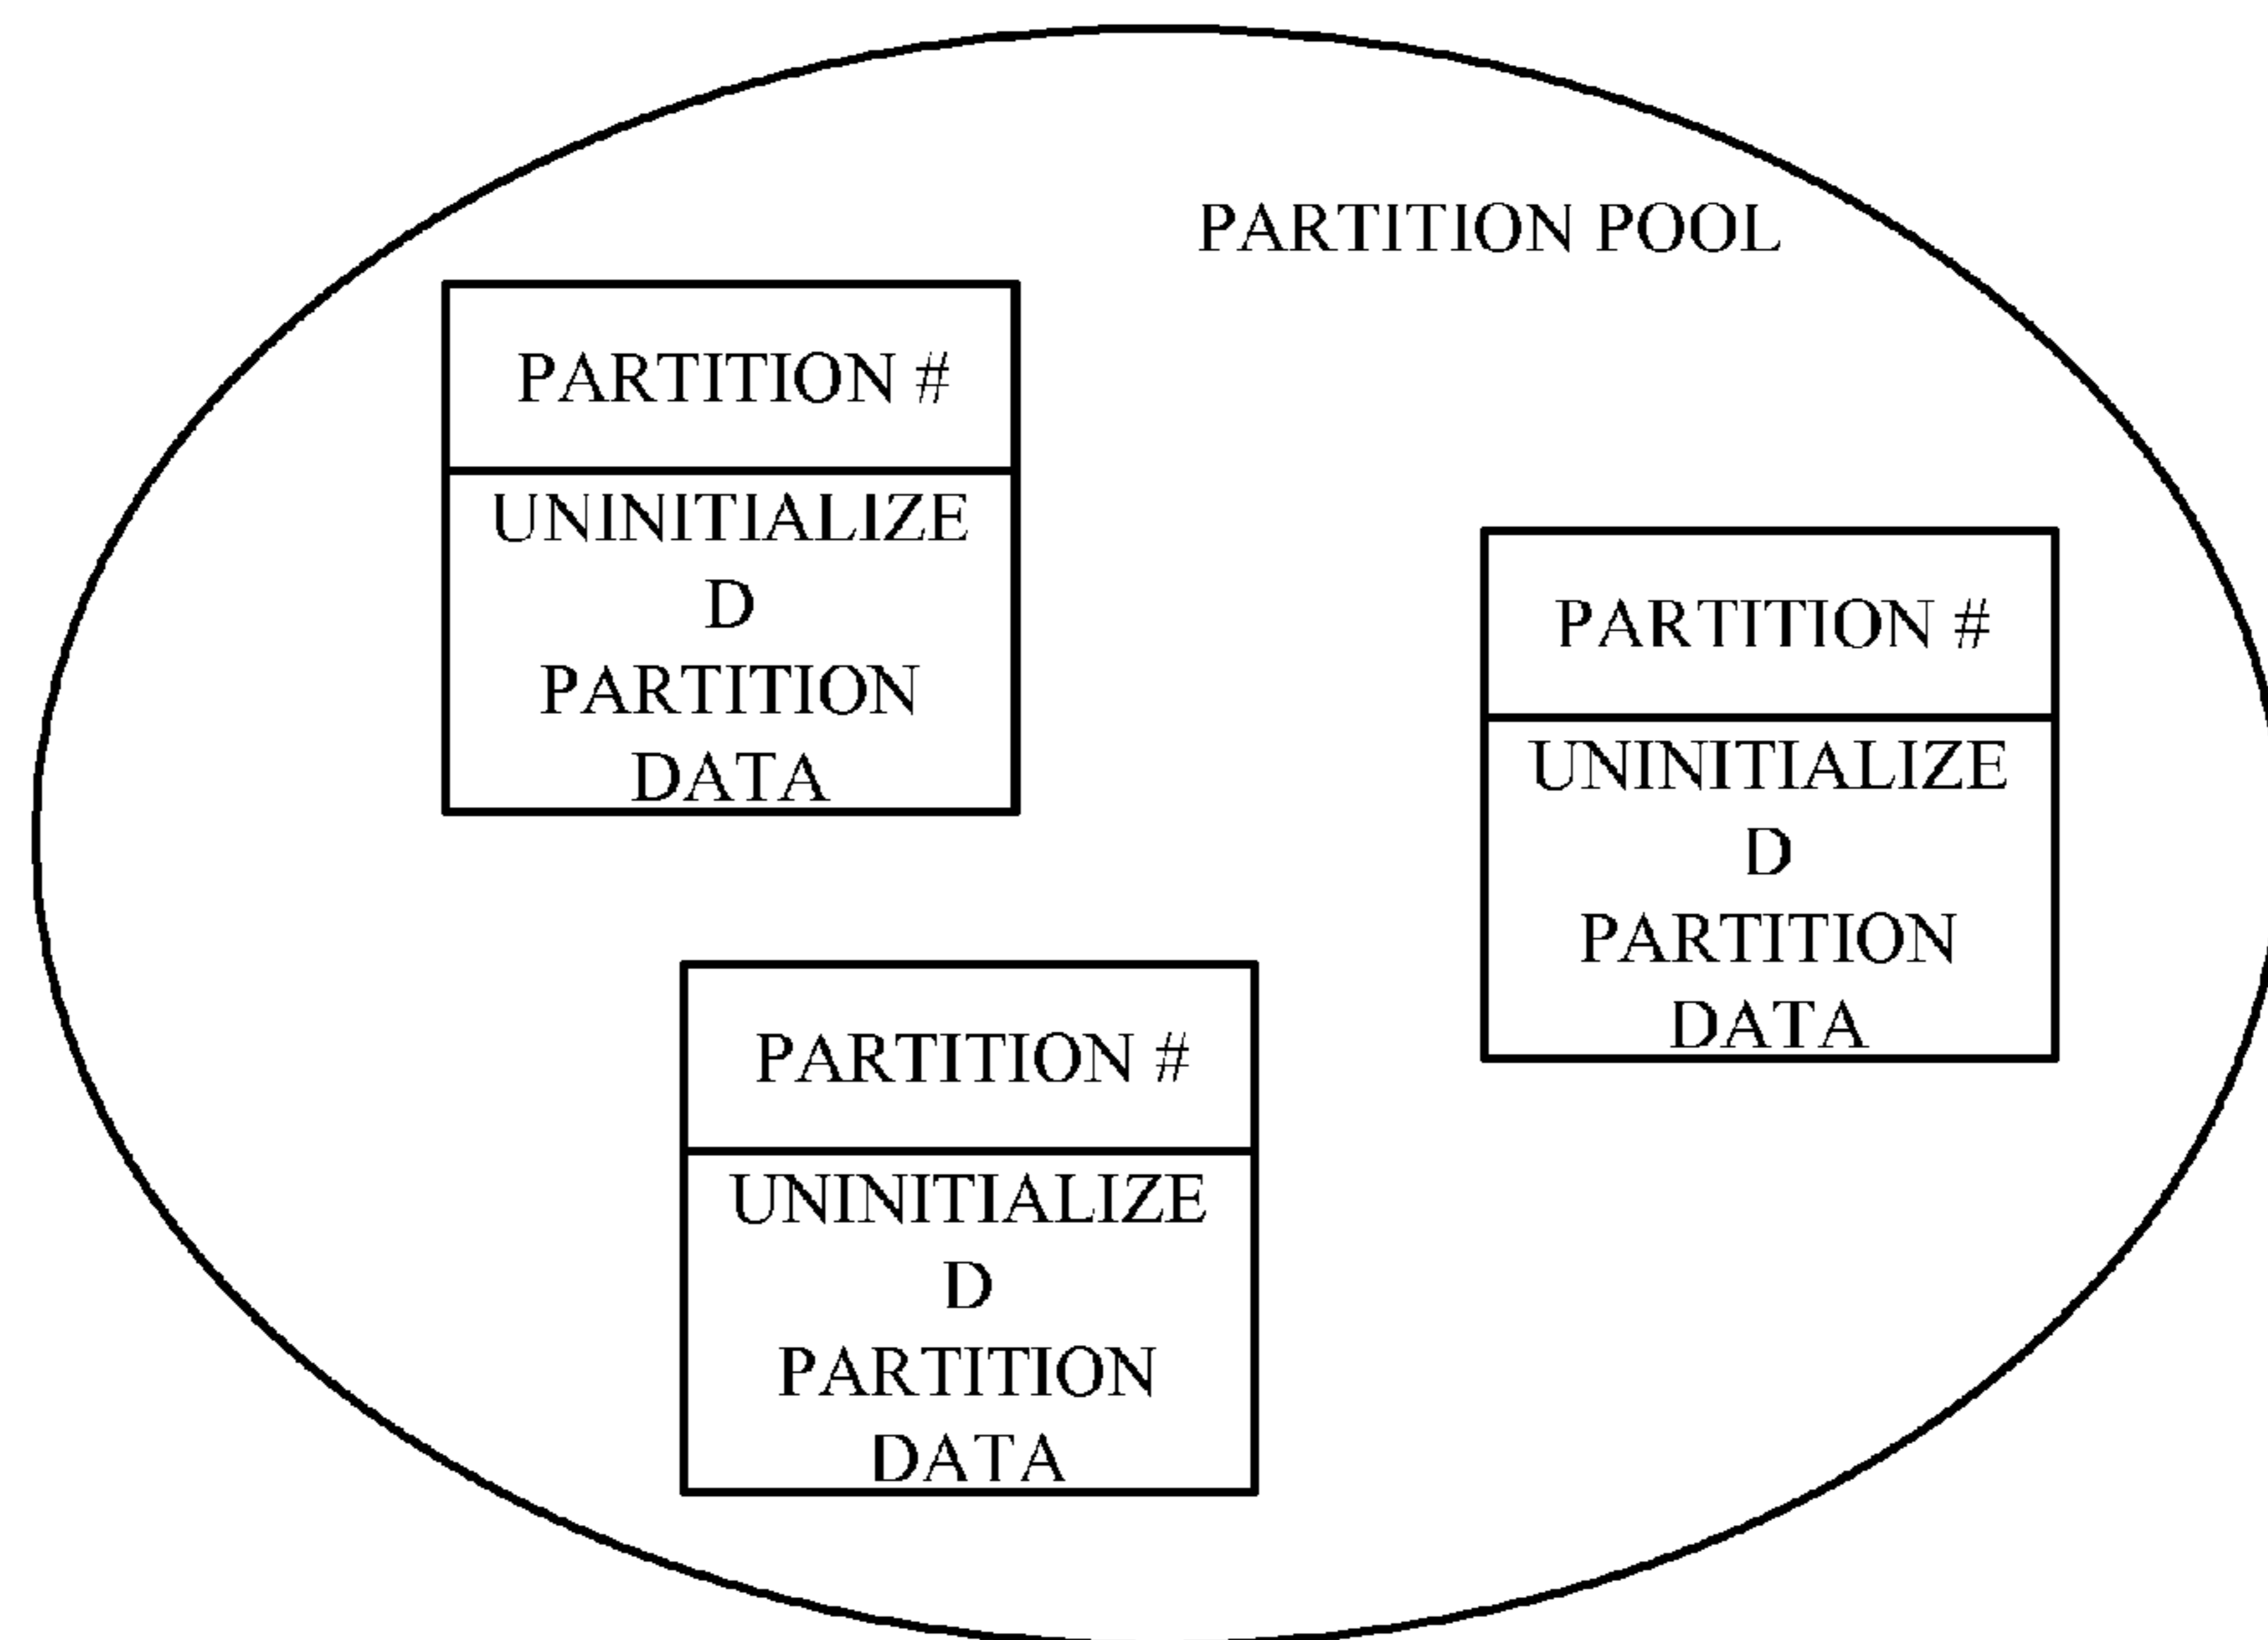 PARTITION POOL
PARTITION #
UNINITIALIZE
D
PARTITION
DATA
PARTITION #
UNINITIALIZE
D
PARTITION
DATA
PARTITION #
UNINITIALIZE
D
PARTITION
DATA